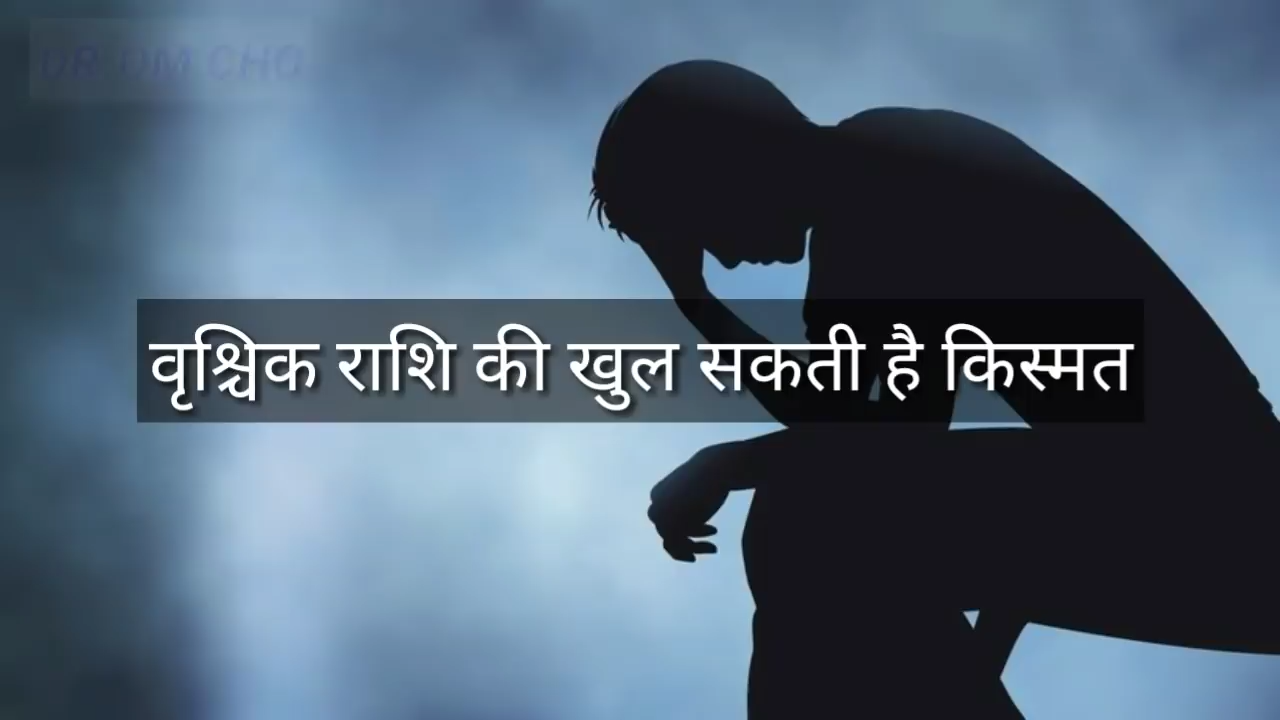 वृश्चिक राशि की खुल सकती है किस्मत